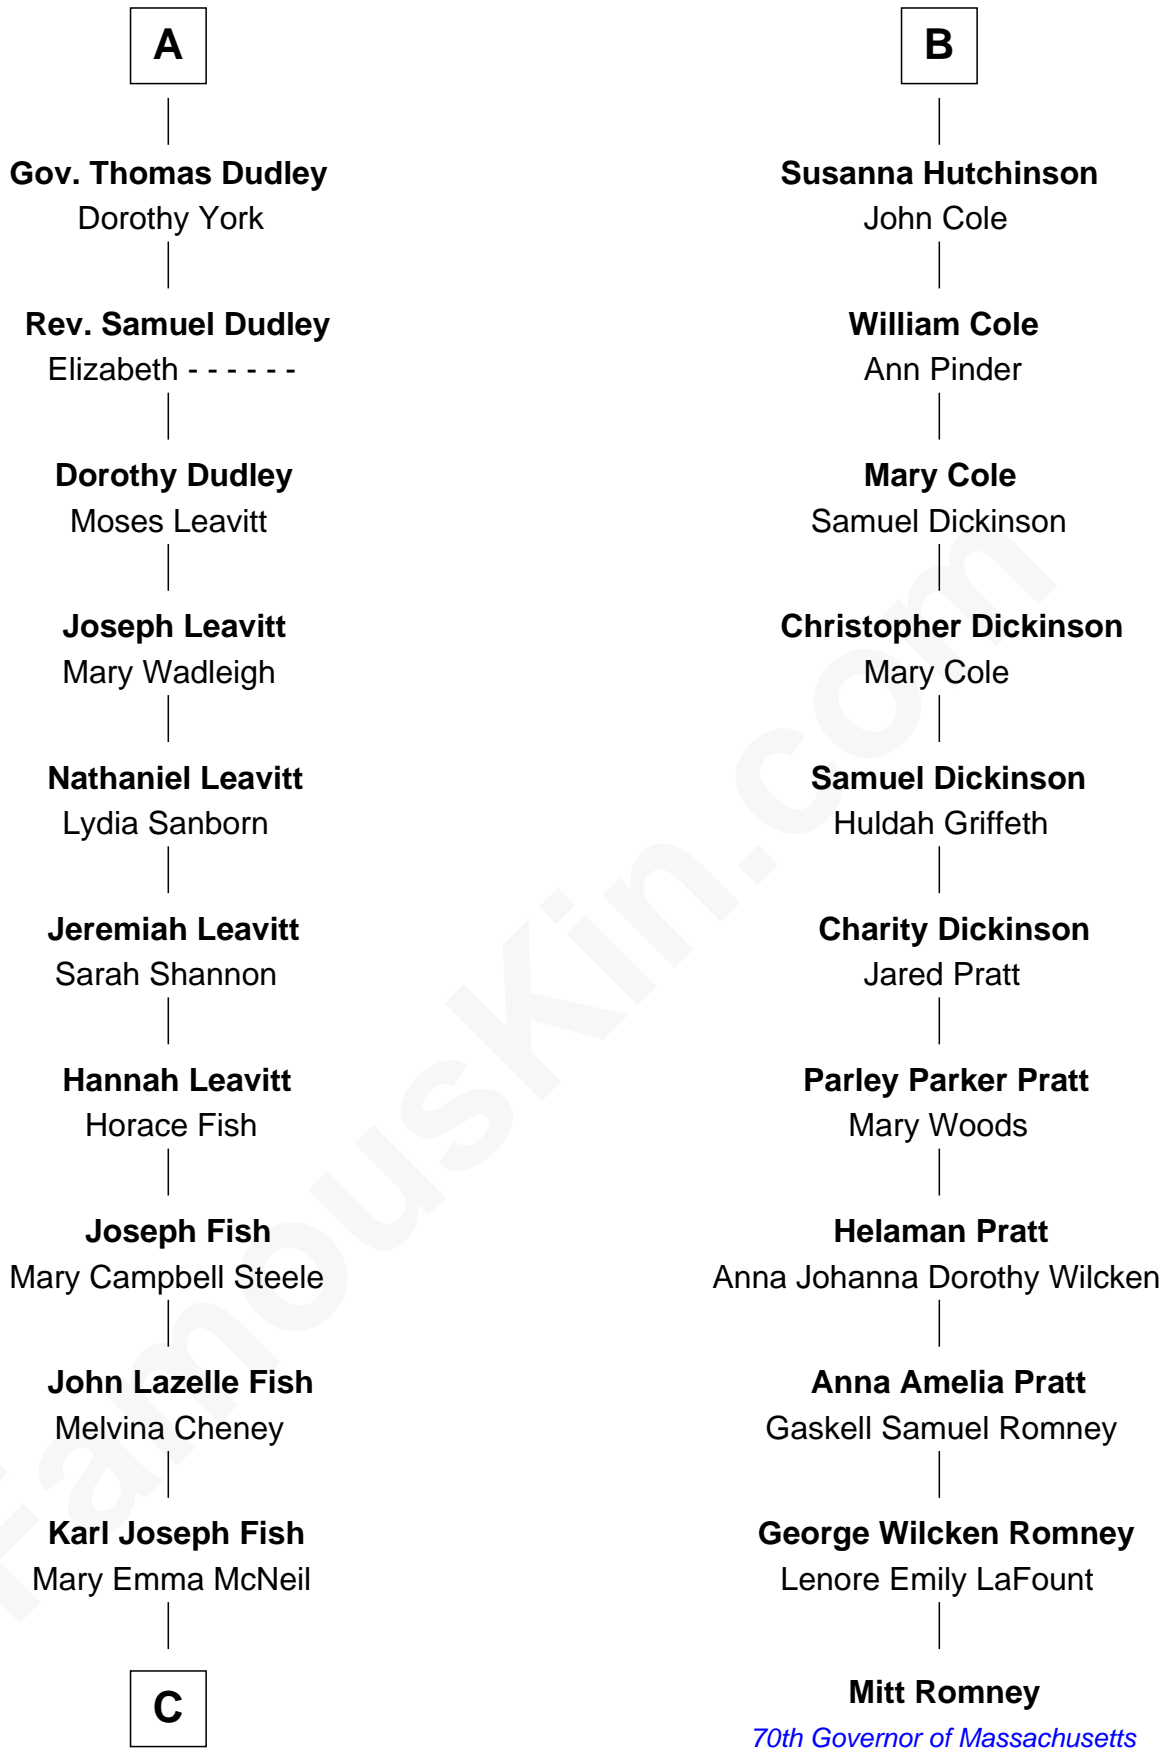 A
Gov. Thomas Dudley
Dorothy York
Rev. Samuel Dudley
Elizabeth - - - - - -
Dorothy Dudley
Moses Leavitt
Joseph Leavitt
Mary Wadleigh
Nathaniel Leavitt
Lydia Sanborn
Jeremiah Leavitt
Sarah Shannon
Hannah Leavitt
Horace Fish
Joseph Fish
Mary Campbell Steele
John Lazelle Fish
Melvina Cheney
Karl Joseph Fish
Mary Emma McNeil
C
B
Susanna Hutchinson
John Cole
William Cole
Ann Pinder
Mary Cole
Samuel Dickinson
Christopher Dickinson
Mary Cole
Samuel Dickinson
Huldah Griffeth
Charity Dickinson
Jared Pratt
Parley Parker Pratt
Mary Woods
Helaman Pratt
Anna Johanna Dorothy Wilcken
Anna Amelia Pratt
Gaskell Samuel Romney
George Wilcken Romney
Lenore Emily LaFount
Mitt Romney
70th Governor of Massachusetts
FamousKin.com